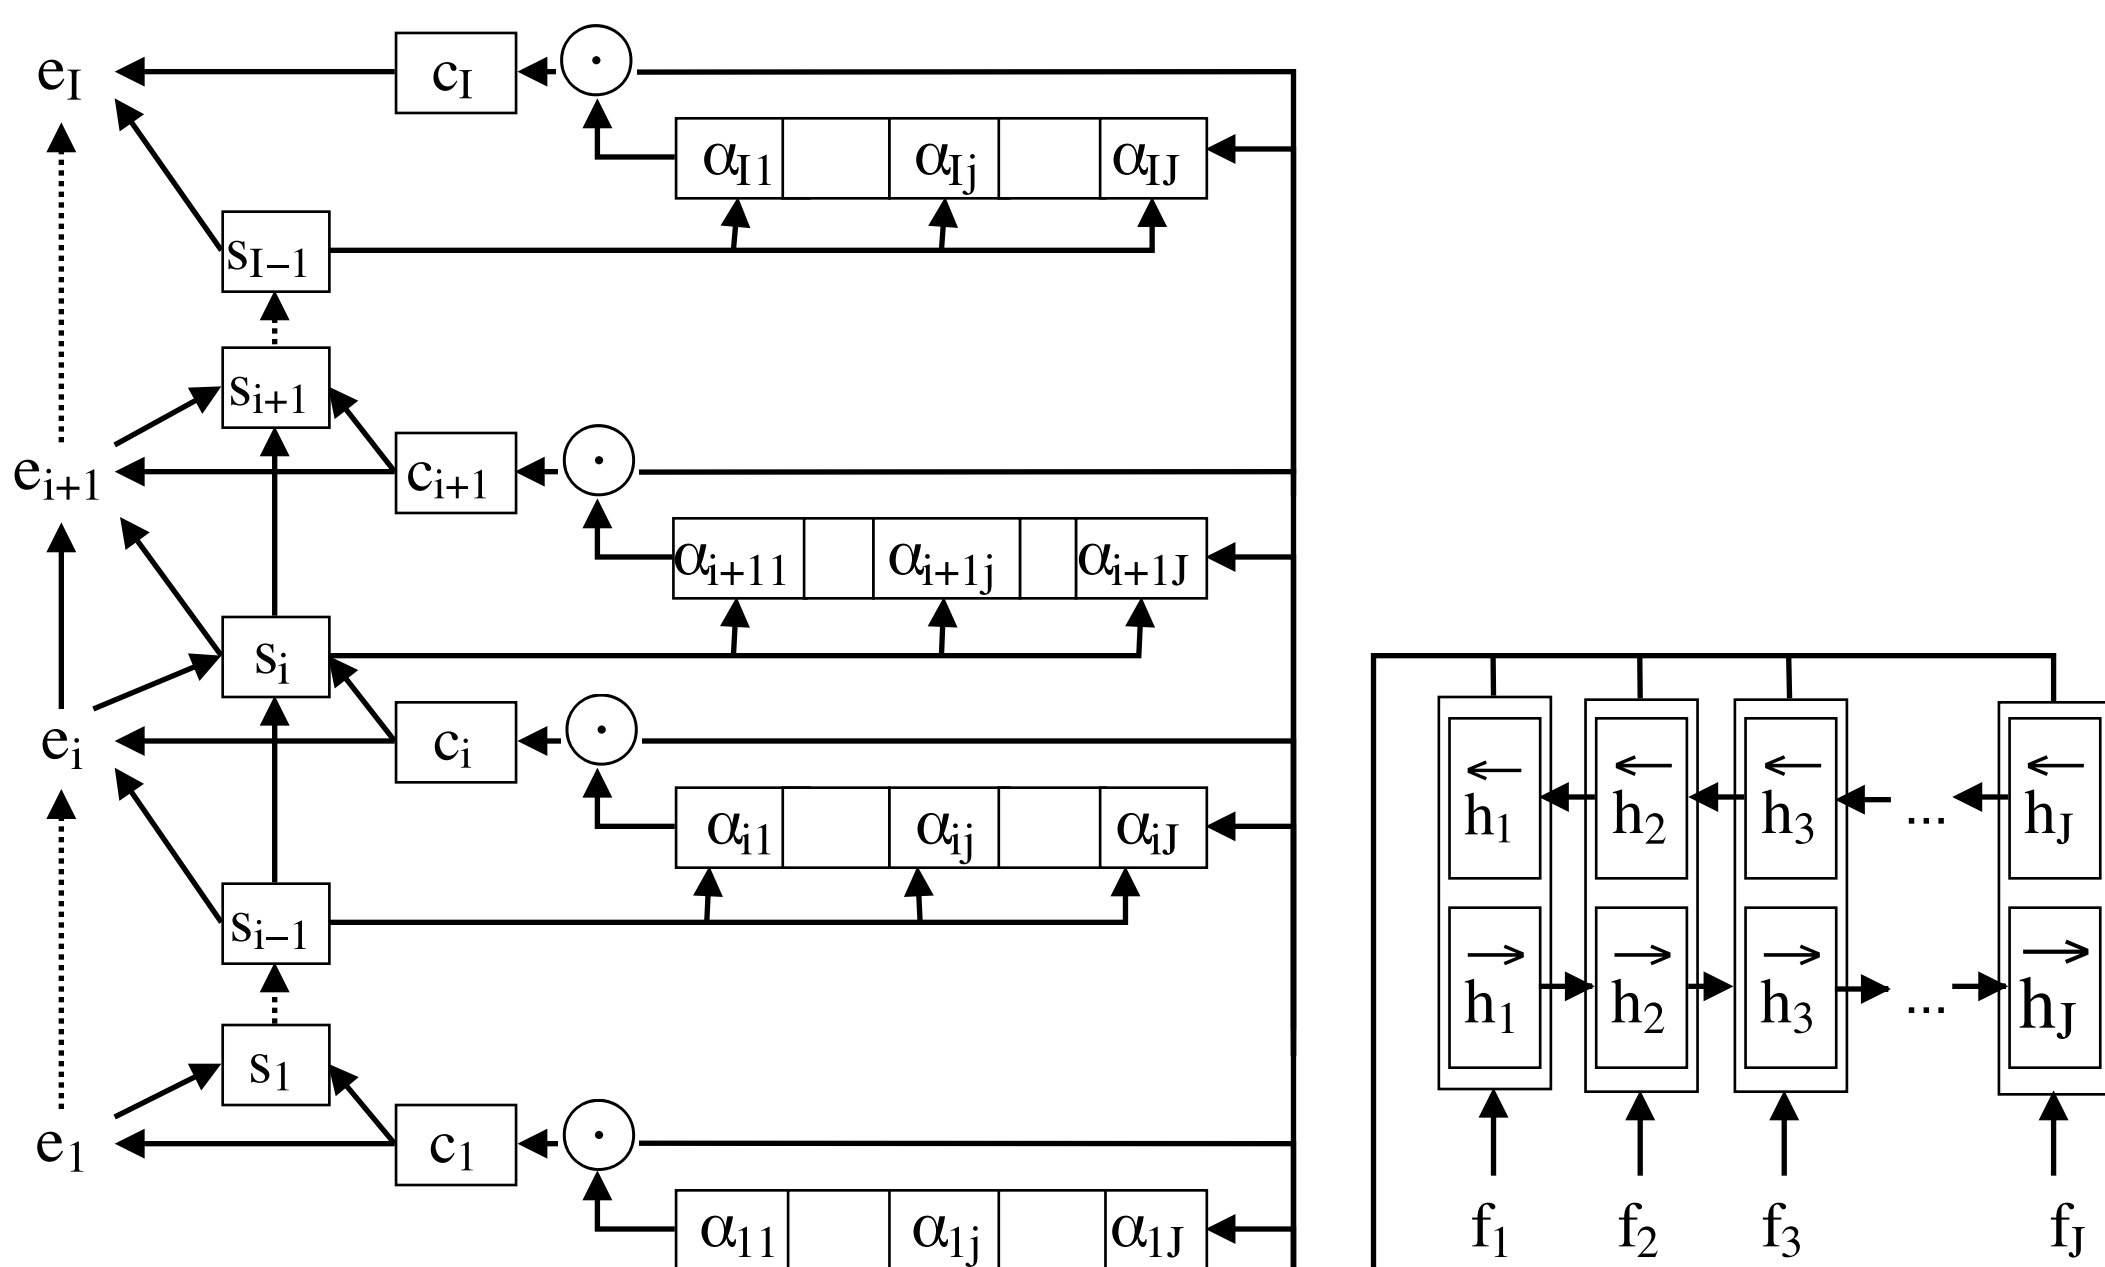 e_I c_I
α_I1 α_Ij α_IJ
s_I−1
s_i+1
e_i+1 c_i+1
α_i+11 α_i+1j α_i+1J
s_i
e_i c_i
α_i1 α_ij α_iJ
s_i−1
s_1
e_1 c_1
α_11 α_1j α_1J
←h_1 ←h_2 ←h_3 ... ←h_J
→h_1 →h_2 →h_3 ... →h_J
f_1 f_2 f_3 f_J